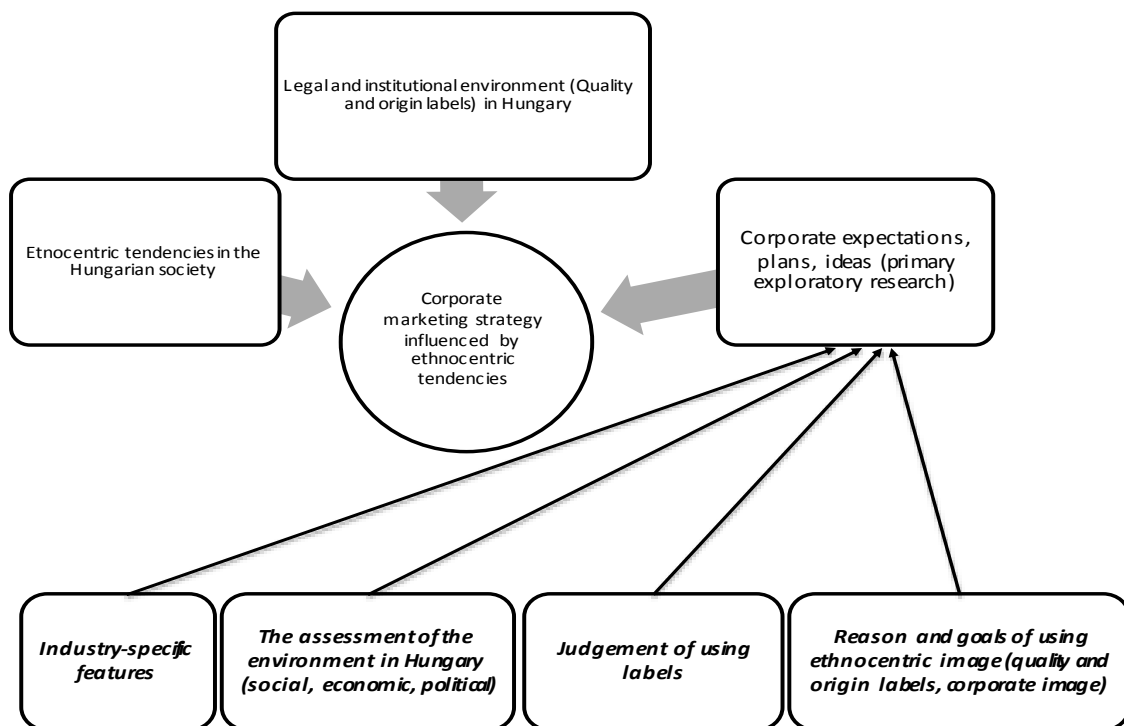 Legal and institutional environment (Quality
and origin labels) in Hungary
Etnocentric tendencies in the
Hungarian society
Corporate expectations,
plans, ideas (primary
exploratory research)
Corporate
marketing strategy
influenced by
ethnocentric
tendencies
Industry-specific
features
The assessment of the
environment in Hungary
(social, economic, political)
Judgement of using
labels
Reason and goals of using
ethnocentric image (quality and
origin labels, corporate image)